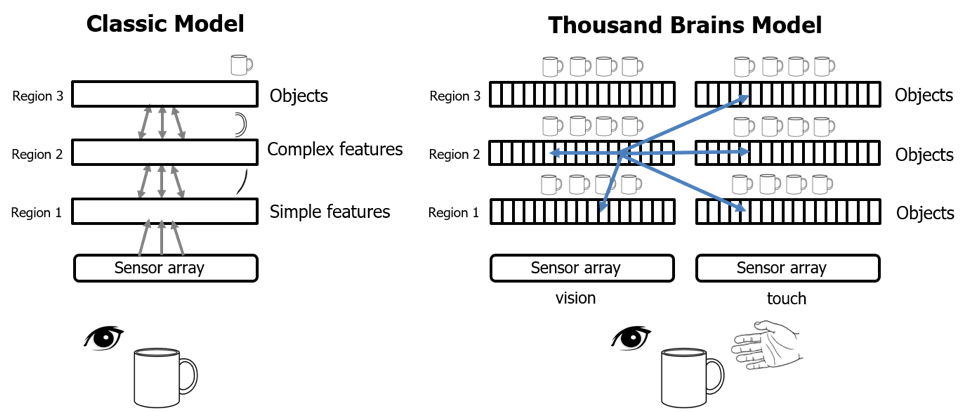 Classic Model
Region 3
Objects
Region 2
Complex features
Region 1
Simple features
Sensor array
Thousand Brains Model
Region 3
Objects
Region 2
Objects
Region 1
Objects
Sensor array
Sensor array
vision
touch